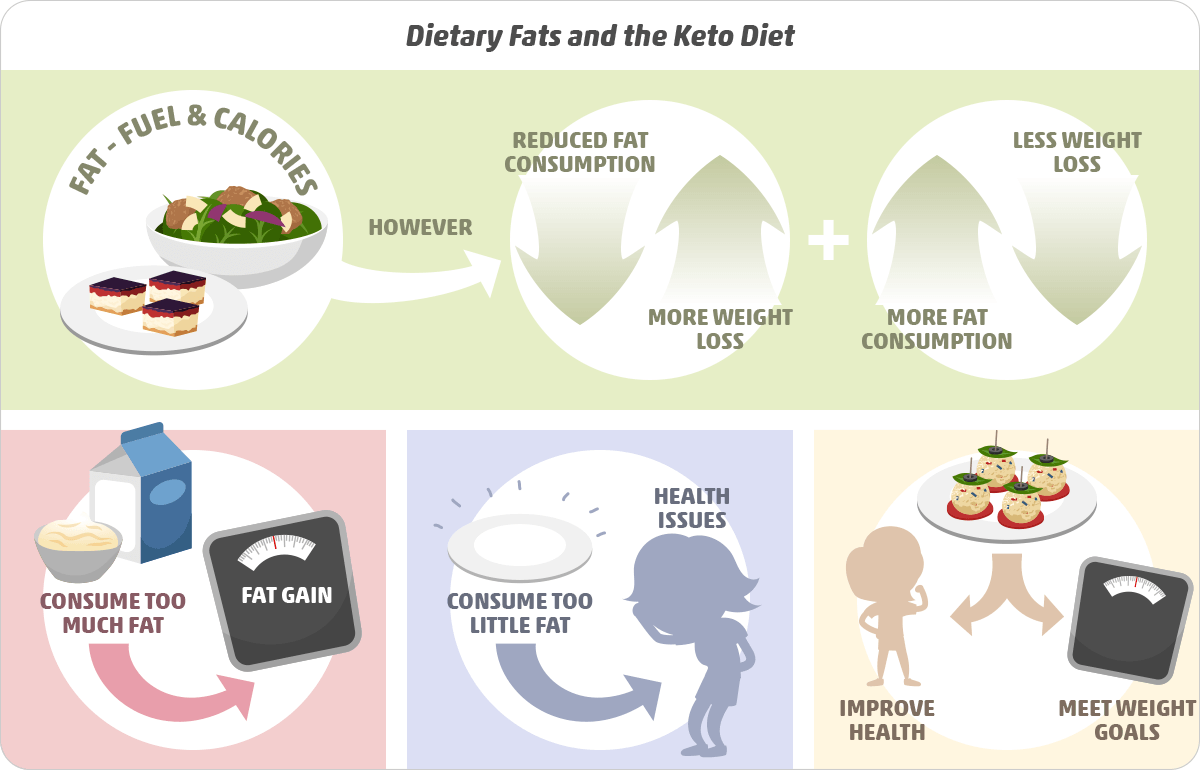 Dietary Fats and the Keto Diet
FAT - FUEL & CALORIES
HOWEVER
REDUCED FAT
CONSUMPTION
MORE WEIGHT
LOSS
MORE FAT
CONSUMPTION
LESS WEIGHT
LOSS
CONSUME TOO
MUCH FAT
FAT GAIN
CONSUME TOO
LITTLE FAT
HEALTH
ISSUES
IMPROVE
HEALTH
MEET WEIGHT
GOALS